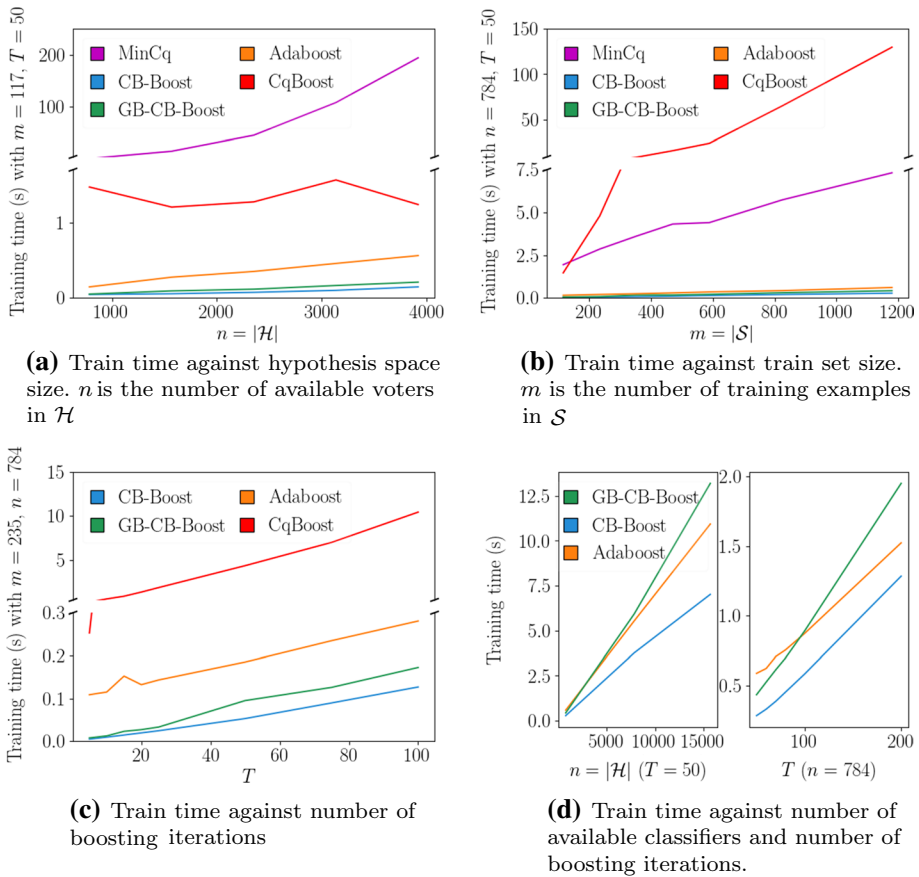 Training time (s) with m = 117, T = 50
200
100
1
0
MinCq
CB-Boost
GB-CB-Boost
Adaboost
CqBoost
1000 2000 3000 4000
n = |ℋ|
(a) Train time against hypothesis space
size. n is the number of available voters
in ℋ
Training time (s) with n = 784, T = 50
150
100
50
7.5
5.0
2.5
0.0
MinCq
CB-Boost
GB-CB-Boost
Adaboost
CqBoost
200 400 600 800 1000 1200
m = |𝒮|
(b) Train time against train set size.
m is the number of training examples
in 𝒮
Training time (s) with m = 235, n = 784
15
10
5
0.3
0.2
0.1
0.0
CB-Boost
GB-CB-Boost
Adaboost
CqBoost
20 40 60 80 100
T
(c) Train time against number of
boosting iterations
Training time (s)
12.5
10.0
7.5
5.0
2.5
0.0
GB-CB-Boost
CB-Boost
Adaboost
5000 10000 15000
n = |ℋ| (T = 50)
2.0
1.5
1.0
0.5
100 200
T (n = 784)
(d) Train time against number of
available classifiers and number of
boosting iterations.